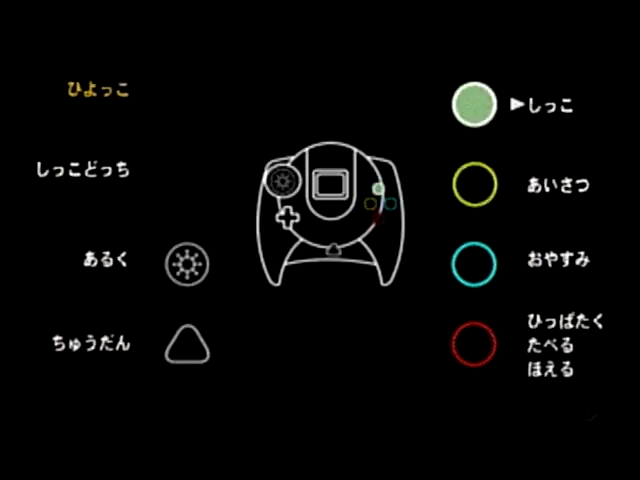 ひよっこ
しっこどっち
あるく
ちゅうだん
▶しっこ
あいさつ
おやすみ
ひっぱたく
たべる
ほえる